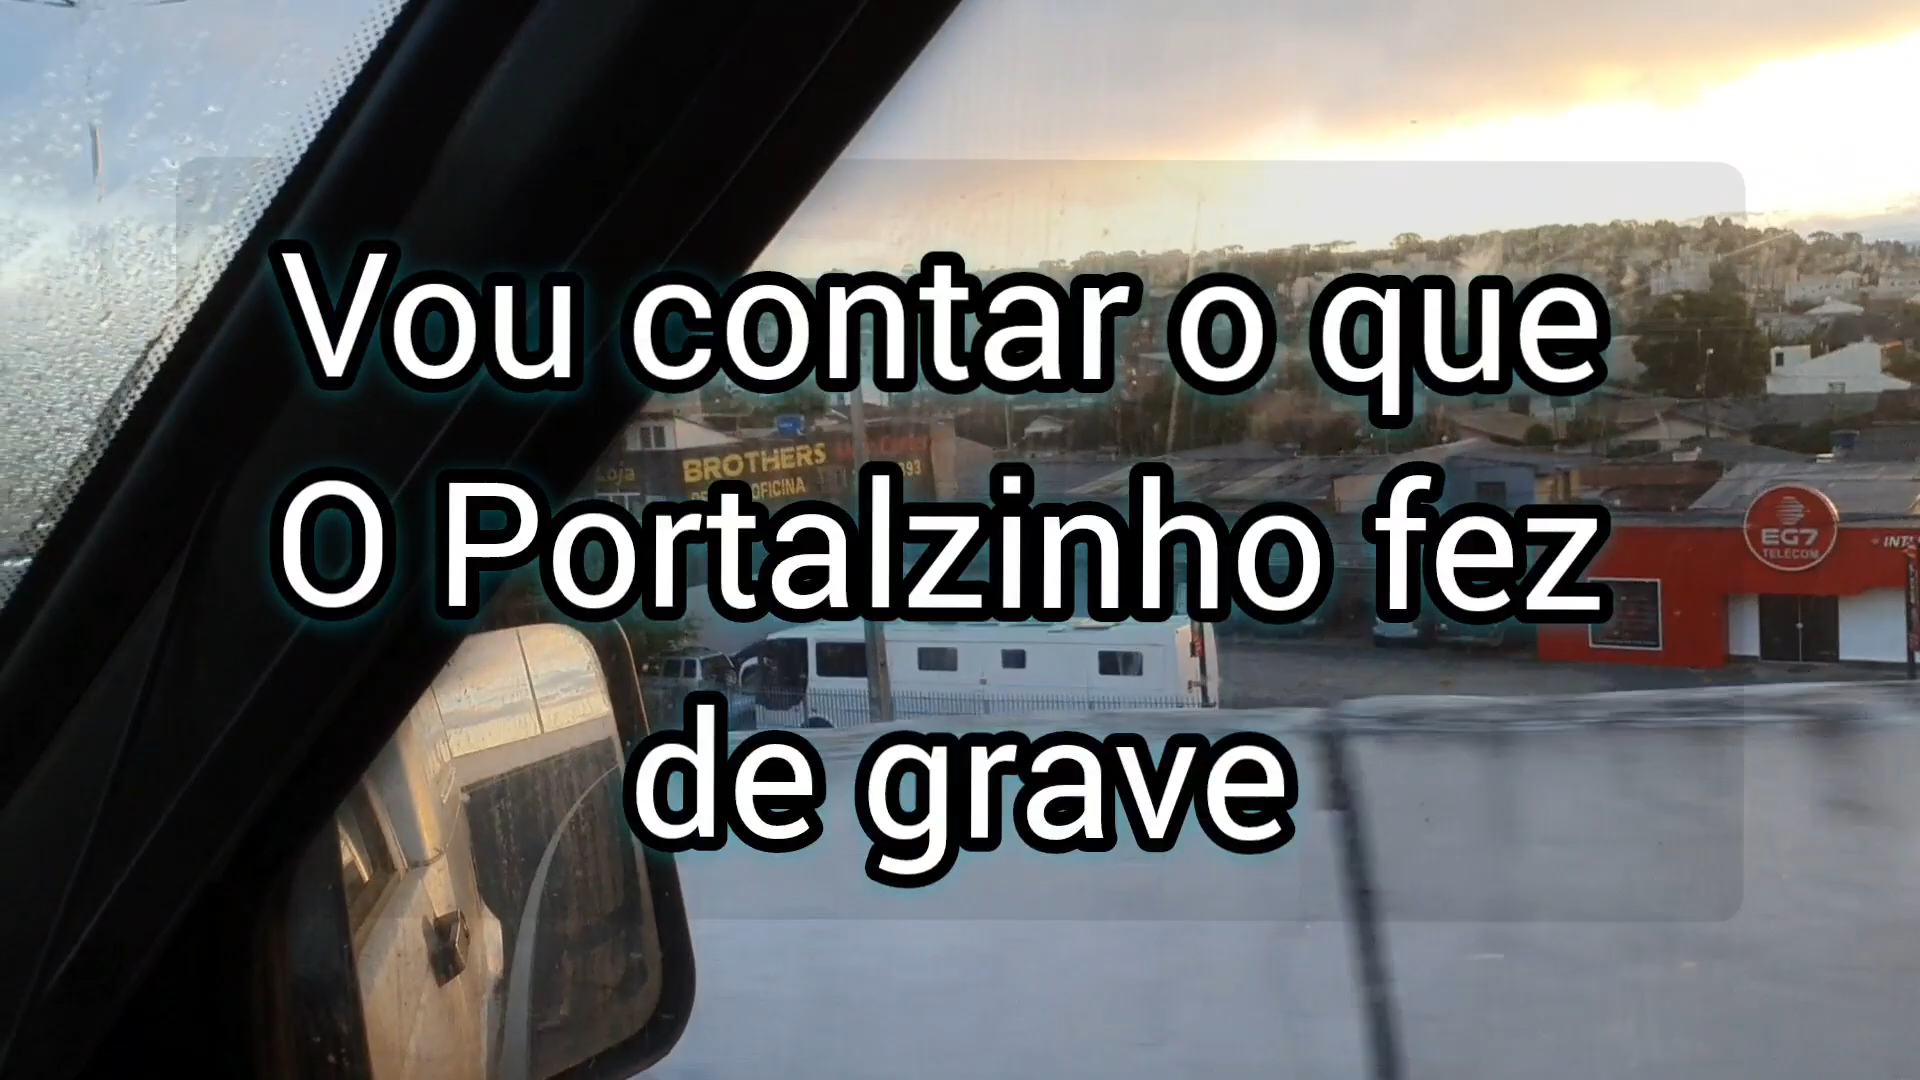 Vou contar o que
O Portalzinho fez
de grave
Loja
BROTHERS
OFICINA
EG7
TELECOM